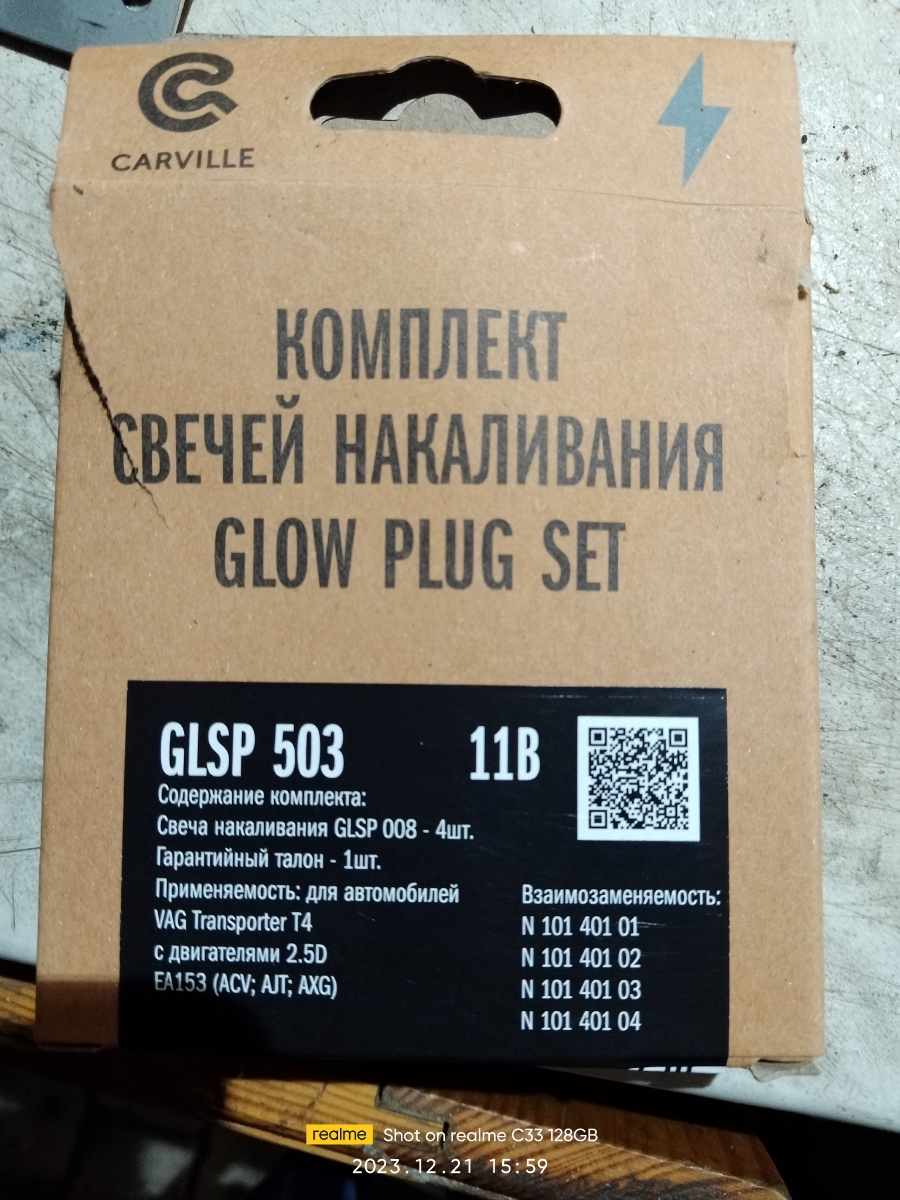 CARVILLE
КОМПЛЕКТ
СВЕЧЕЙ НАКАЛИВАНИЯ
GLOW PLUG SET
GLSP 503
11В
Содержание комплекта:
Свеча накаливания GLSP 008 - 4шт.
Гарантийный талон - 1шт.
Применяемость: для автомобилей
VAG Transporter T4
с двигателями 2.5D
EA153 (ACV; AJT; AXG)
Взаимозаменяемость:
N 101 401 01
N 101 401 02
N 101 401 03
N 101 401 04
realme Shot on realme C33 128GB
2023.12.21 15:59